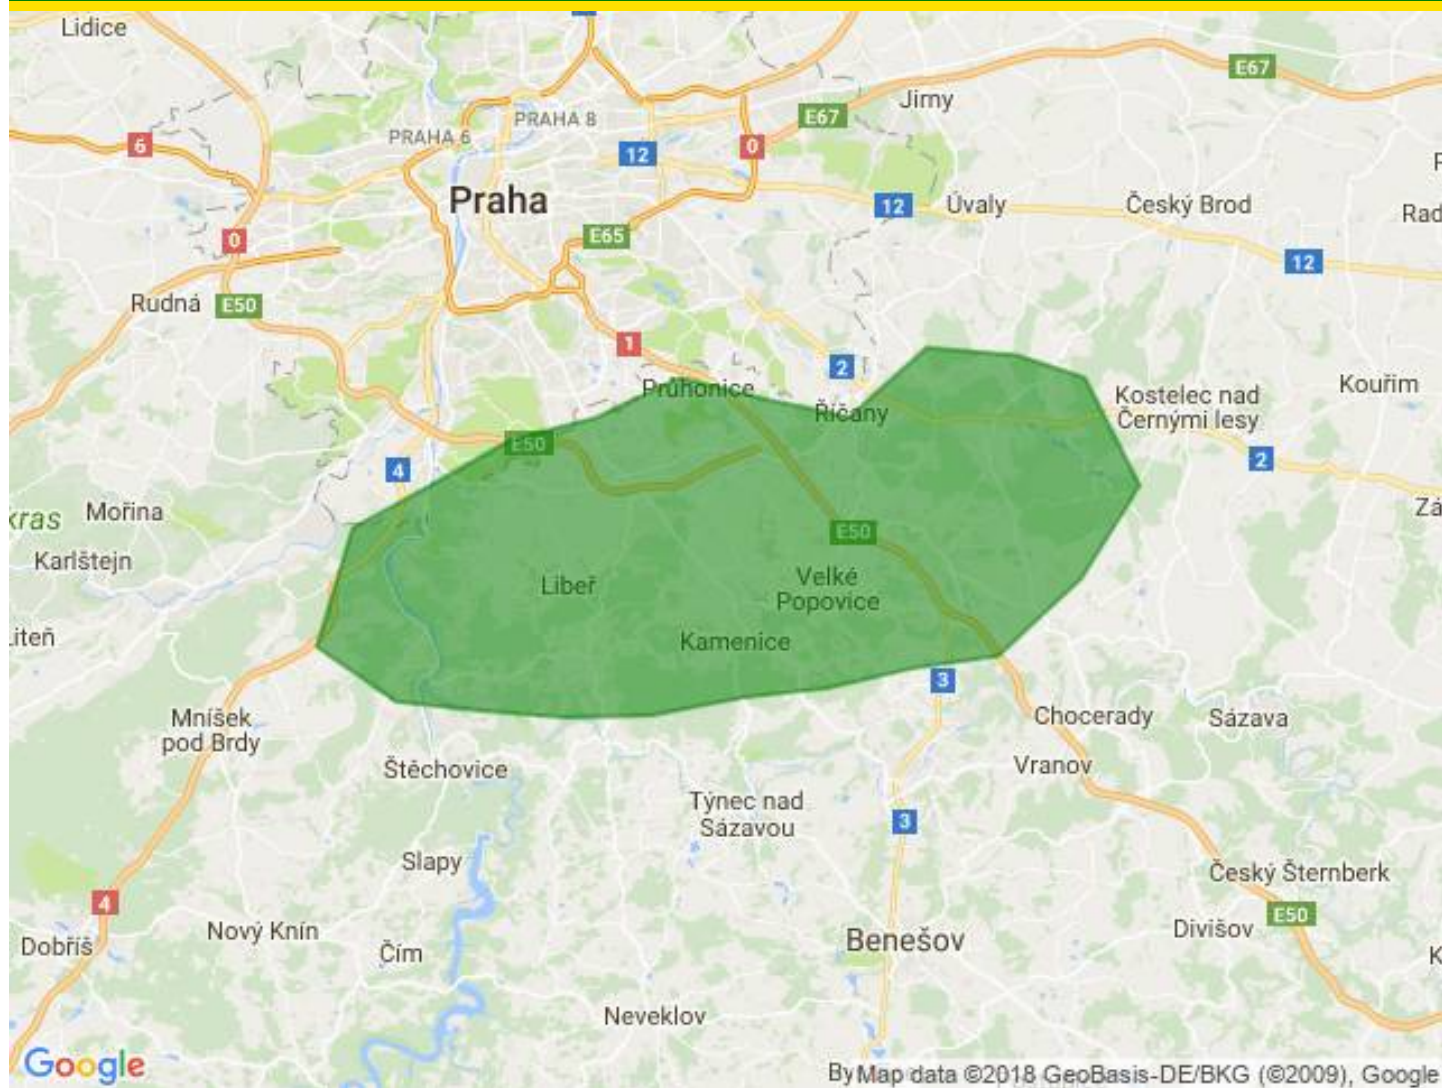 Lidice
E67
Jirny
E67
PRAHA 8
PRAHA 6
6
12
0
Praha
12
Úvaly
Český Brod
Rad
0
E65
12
Rudná
E50
1
2
Průhonice
Říčany
Kostelec nad
Černými lesy
Kouřim
E50
4
2
kras
Mořina
Zá
Karlštejn
E50
Libeř
Velké
Popovice
Liteň
Kamenice
3
Mníšek
pod Brdy
Chocerady
Sázava
Štěchovice
Vranov
Týnec nad
Sázavou
3
Slapy
Český Šternberk
4
E50
Nový Knín
Divišov
Dobříš
Čím
Benešov
K
Neveklov
Google
By Map data ©2018 GeoBasis-DE/BKG (©2009), Google